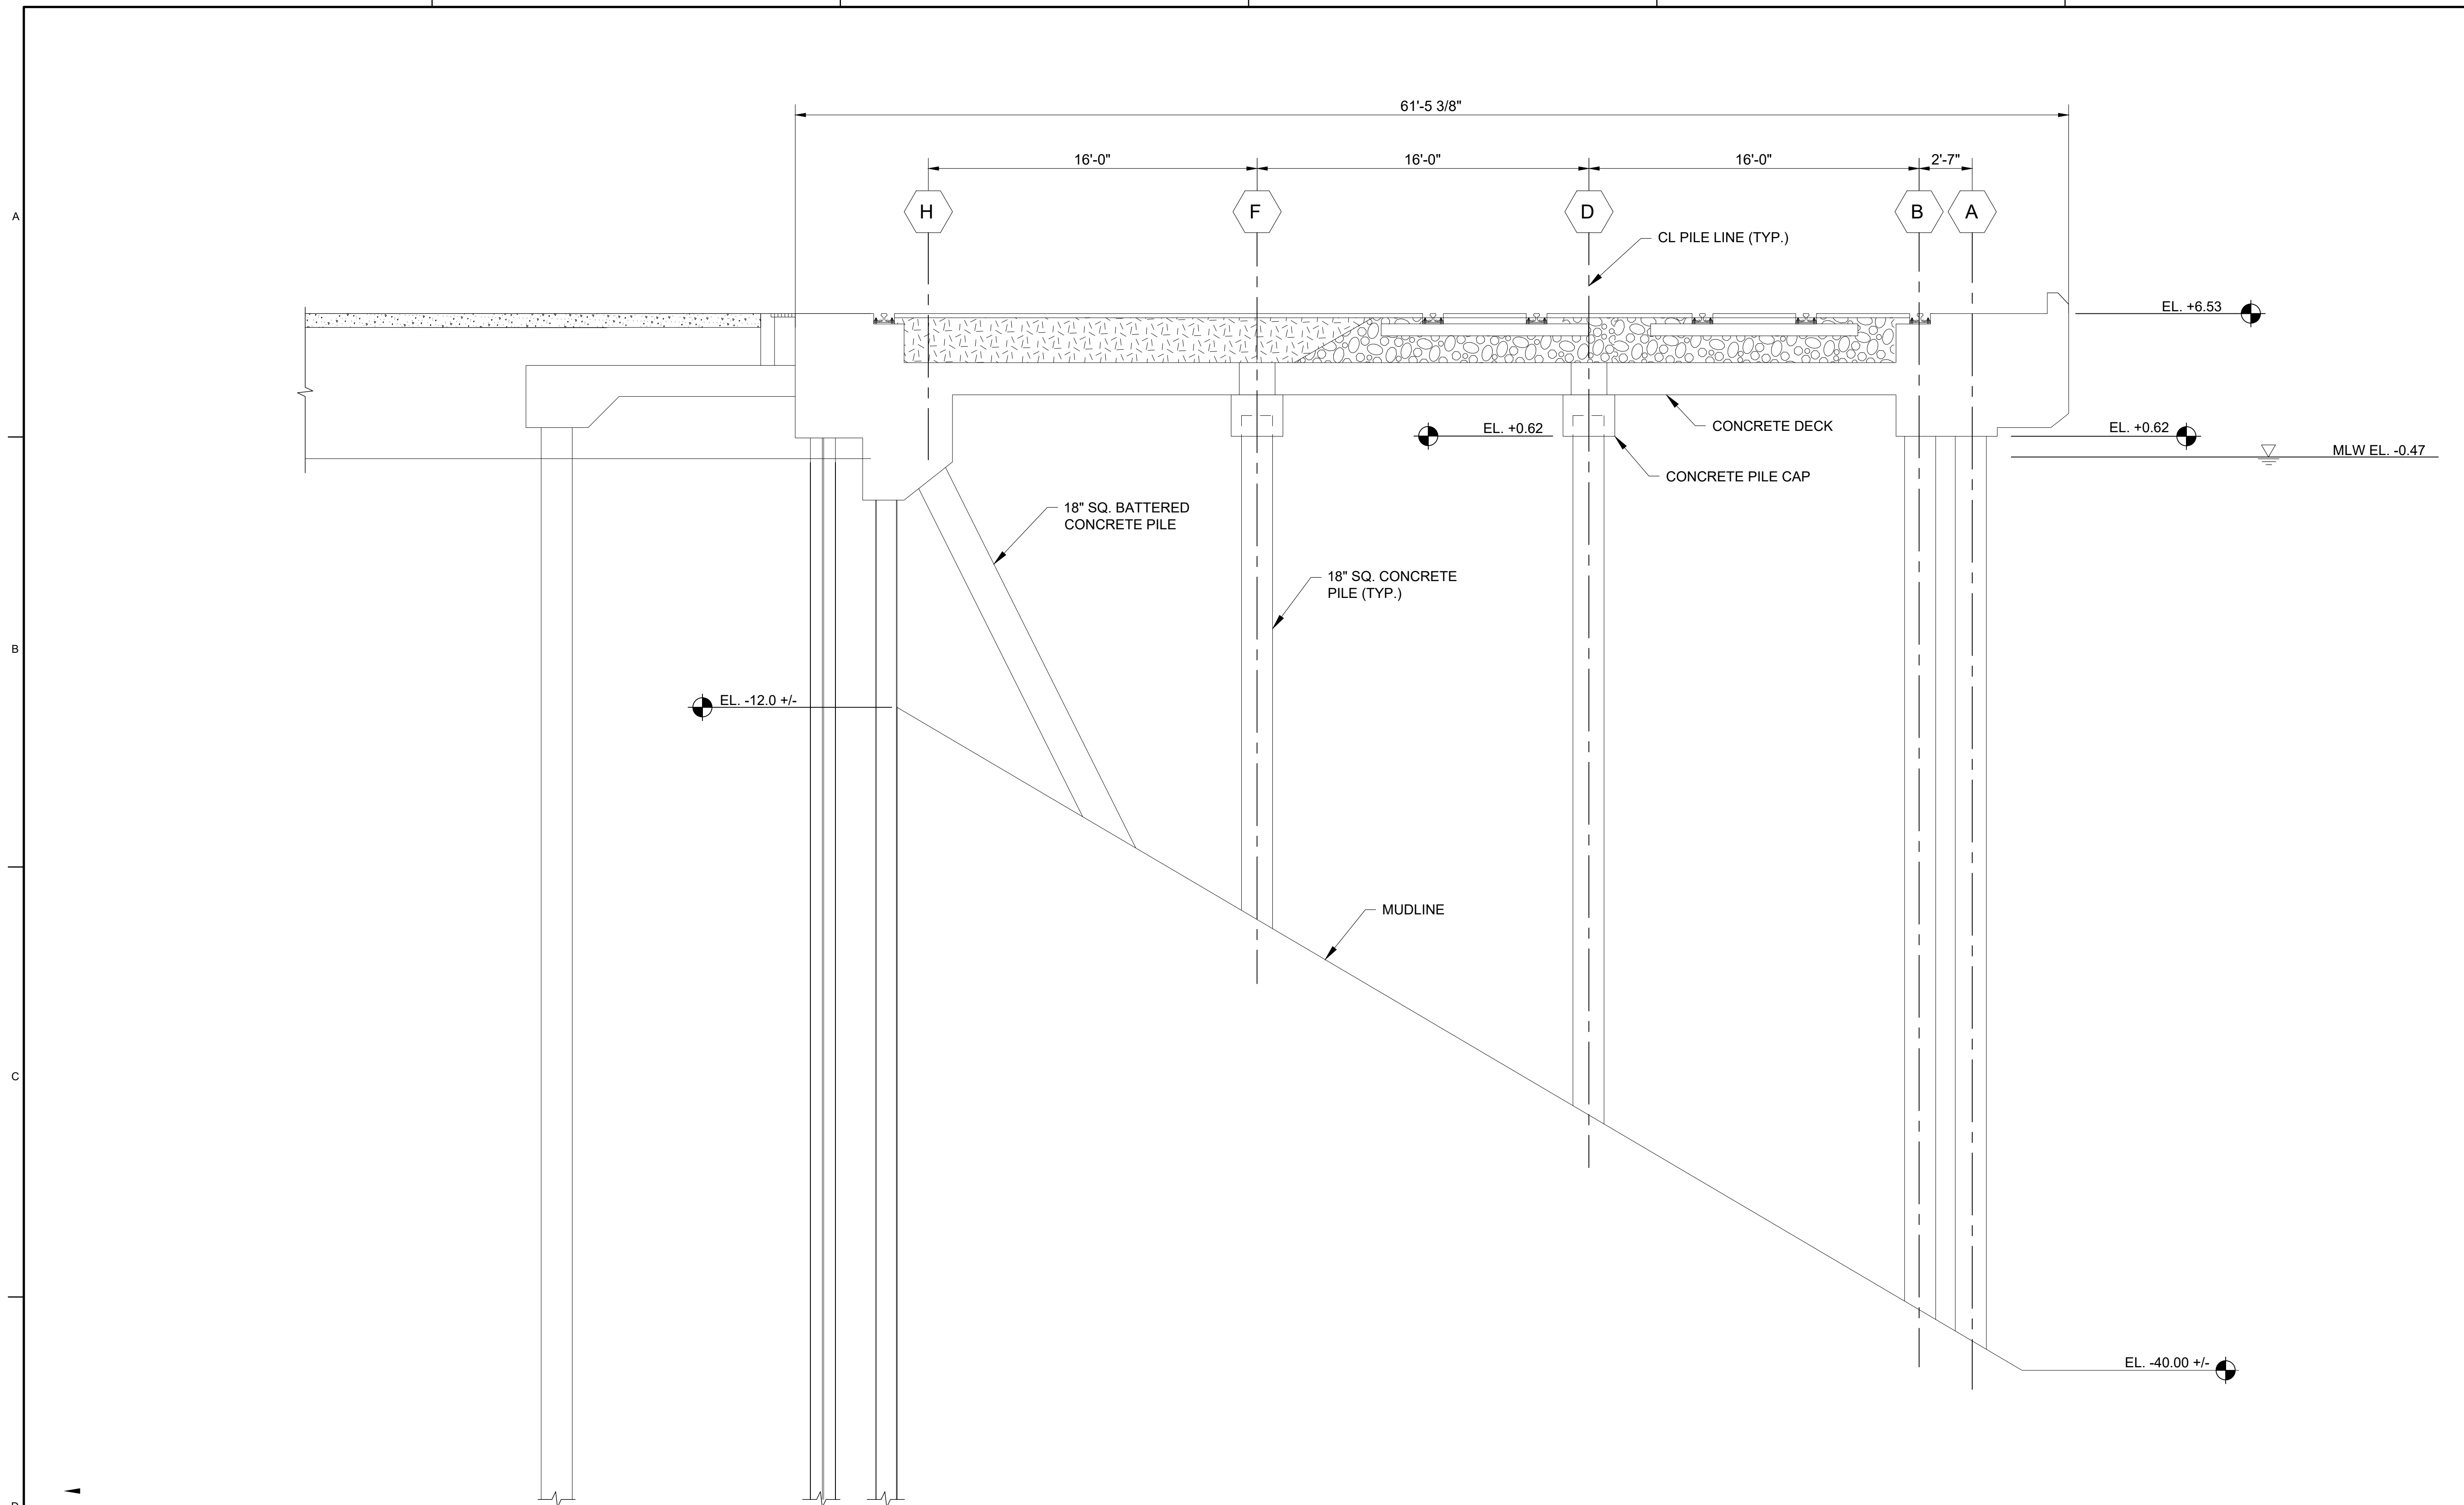 61'-5 3/8"
16'-0"
16'-0"
16'-0"
2'-7"
H
F
D
B
A
A
CL PILE LINE (TYP.)
EL. +6.53
CONCRETE DECK
EL. +0.62
EL. +0.62
MLW EL. -0.47
CONCRETE PILE CAP
18" SQ. BATTERED
CONCRETE PILE
18" SQ. CONCRETE
PILE (TYP.)
B
EL. -12.0 +/-
MUDLINE
C
EL. -40.00 +/-
D